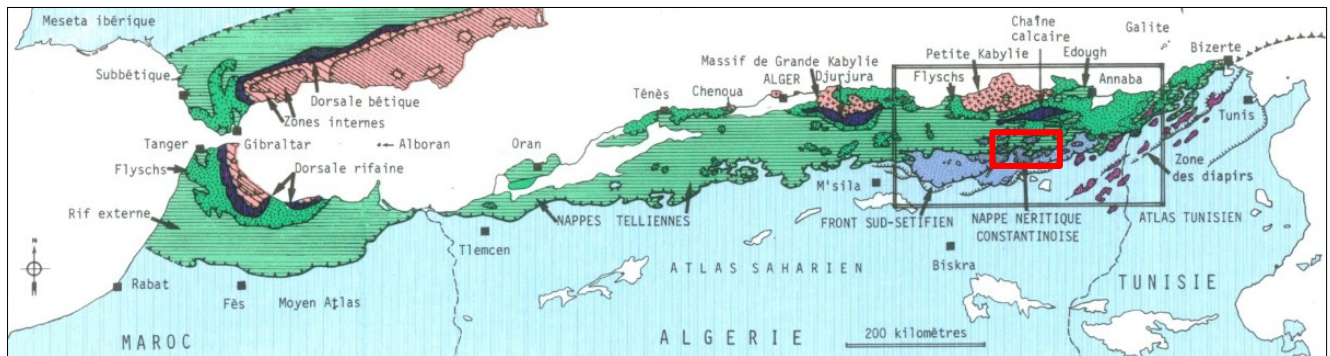 Meseta ibérique
Subbétique
Dorsale bétique
Zones internes
Tanger
Gibraltar
Alboran
Flyschs
Dorsale rifaine
Rif externe
Rabat
Fès
Moyen Atlas
MAROC
N
Oran
Tlemcen
Ténès
Chenoua
ALGER
Massif de Grande Kabylie
Djurjura
NAPPES TELLIENNES
M'sila
Flyschs
Petite Kabylie
Chaîne
calcaire
Edough
Annaba
Galite
Bizerte
Tunis
Zone
des diapirs
FRONT SUD-SETIFIEN
NAPPE NERITIQUE
CONSTANTINOISE
ATLAS TUNISIEN
ATLAS SAHARIEN
Biskra
TUNISIE
ALGERIE
200 kilomètres